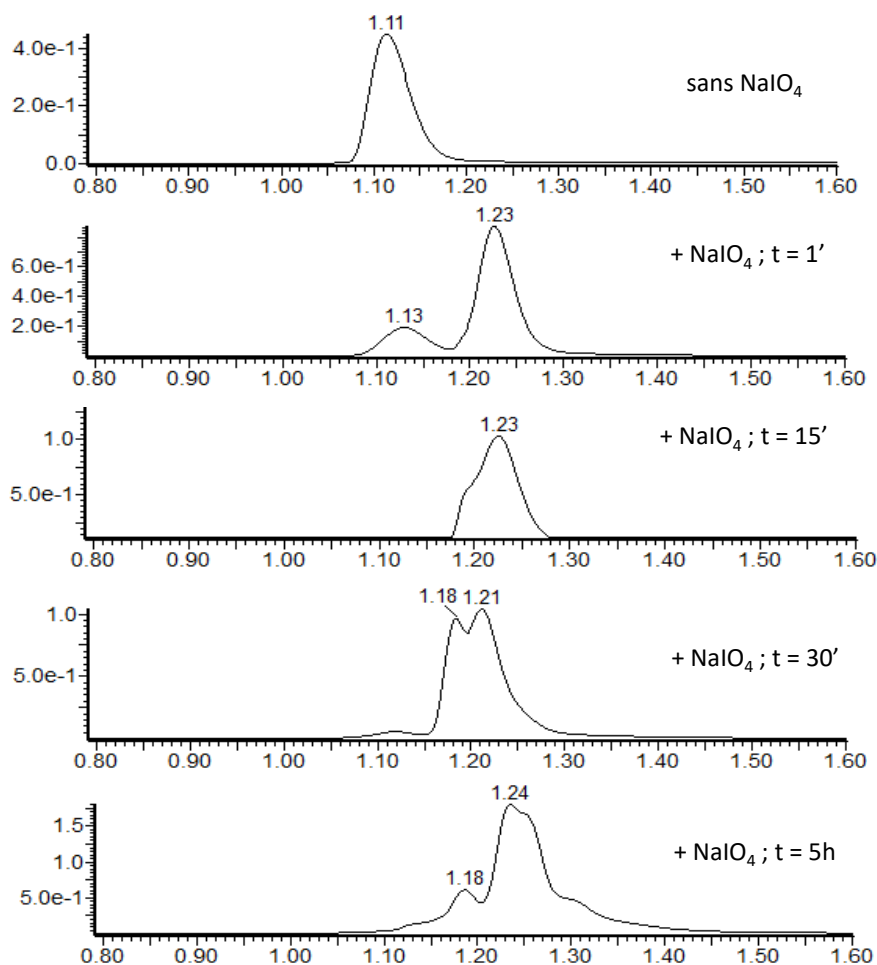 1.11
4.0e-1
2.0e-1
0.0
sans NaIO₄
0.80 0.90 1.00 1.10 1.20 1.30 1.40 1.50 1.60
1.23
6.0e-1
4.0e-1
2.0e-1
1.13
+ NaIO₄ ; t = 1’
0.80 0.90 1.00 1.10 1.20 1.30 1.40 1.50 1.60
1.23
1.0
5.0e-1
+ NaIO₄ ; t = 15’
0.80 0.90 1.00 1.10 1.20 1.30 1.40 1.50 1.60
1.18 1.21
1.0
5.0e-1
+ NaIO₄ ; t = 30’
0.80 0.90 1.00 1.10 1.20 1.30 1.40 1.50 1.60
1.24
1.5
1.0
5.0e-1
1.18
+ NaIO₄ ; t = 5h
0.80 0.90 1.00 1.10 1.20 1.30 1.40 1.50 1.60